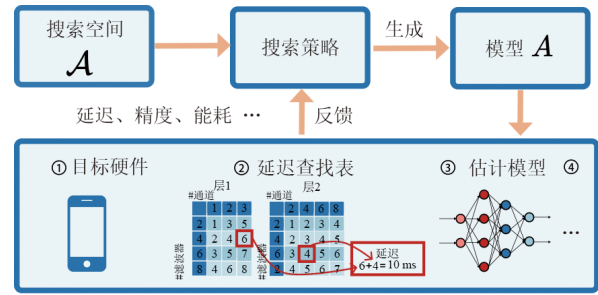 搜索空间
A
搜索策略
生成
模型 A
延迟、精度、能耗 …
反馈
① 目标硬件
② 延迟查找表
③ 估计模型 ④
层1
层2
#通道
#通道
#滤波器
#滤波器
1 2 3
2 1 3 5
4 2 4 6
6 3 5 7
8 4 6 8
2 4 6 8
1 1 2 3 4
2 2 3 4 5
3 3 4 5 6
4 4 5 6 7
延迟
6+4=10 ms
…